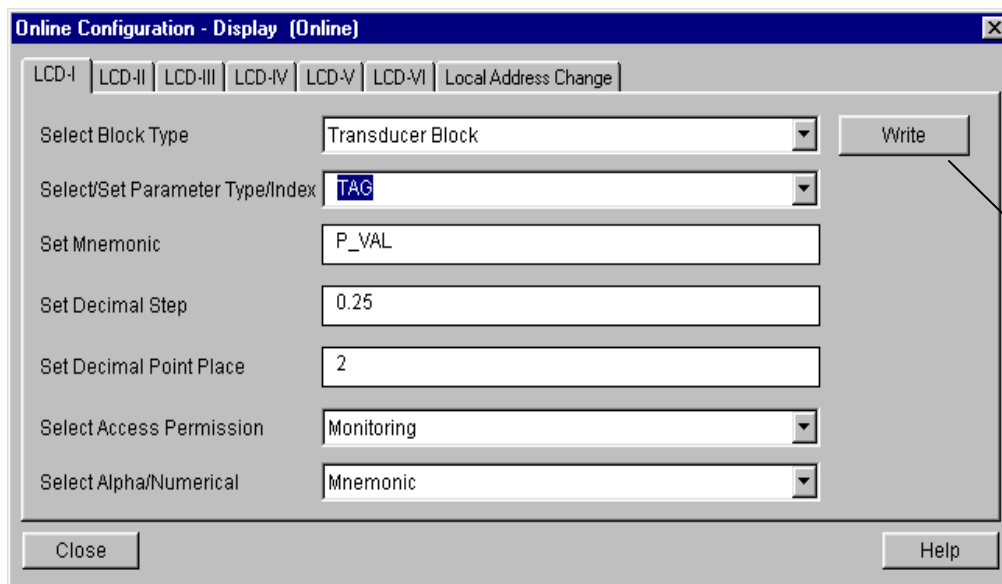 Online Configuration - Display (Online)
LCD-I LCD-II LCD-III LCD-IV LCD-V LCD-VI Local Address Change
Select Block Type Transducer Block Write
Select/Set Parameter Type/Index TAG
Set Mnemonic P_VAL
Set Decimal Step 0.25
Set Decimal Point Place 2
Select Access Permission Monitoring
Select Alpha/Numerical Mnemonic
Close Help